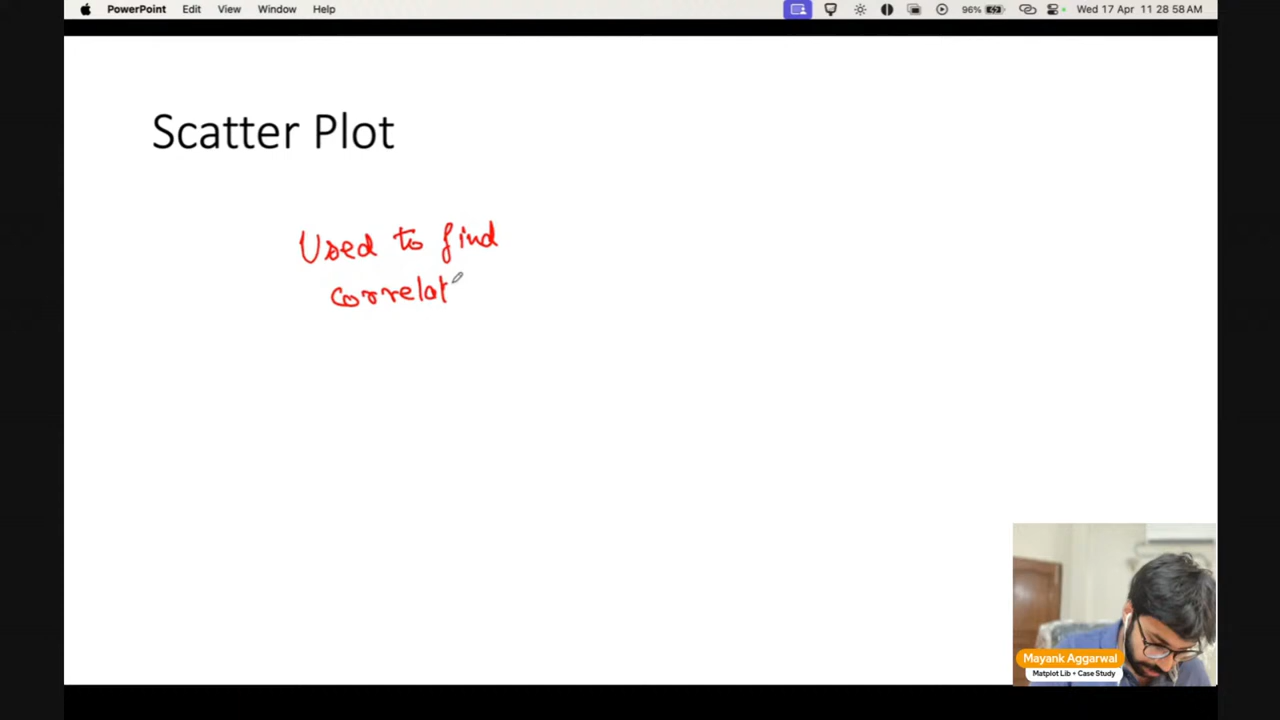 PowerPoint Edit View Window Help 96% Wed 17 Apr 11 28 58 AM
Scatter Plot
Used to find
correlat
Mayank Aggarwal
Matplot Lib + Case Study